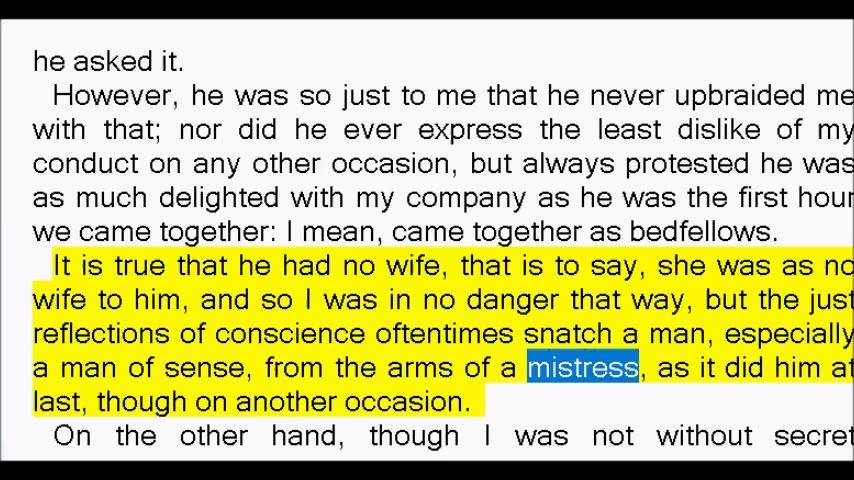 he asked it.
However, he was so just to me that he never upbraided me
with that; nor did he ever express the least dislike of my
conduct on any other occasion, but always protested he was
as much delighted with my company as he was the first hour
we came together: I mean, came together as bedfellows.
It is true that he had no wife, that is to say, she was as no
wife to him, and so I was in no danger that way, but the just
reflections of conscience oftentimes snatch a man, especially
a man of sense, from the arms of a mistress, as it did him at
last, though on another occasion.
On the other hand, though I was not without secret